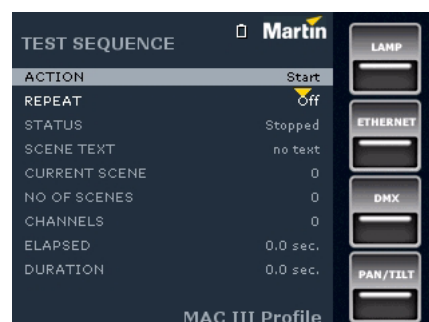 Martin
TEST SEQUENCE
ACTION Start
REPEAT Off
STATUS Stopped
SCENE TEXT no text
CURRENT SCENE 0
NO OF SCENES 0
CHANNELS 0
ELAPSED 0.0 sec.
DURATION 0.0 sec.
MAC III Profile
LAMP
ETHERNET
DMX
PAN/TILT